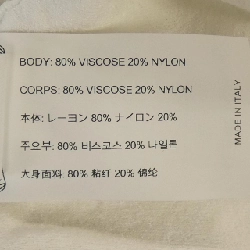 BODY: 80% VISCOSE 20% NYLON
CORPS: 80% VISCOSE 20% NYLON
本体: レーヨン 80% ナイロン 20%
주요부: 80% 비스코스 20% 나일론
大身面料: 80% 粘纤 20% 锦纶
MADE IN ITALY